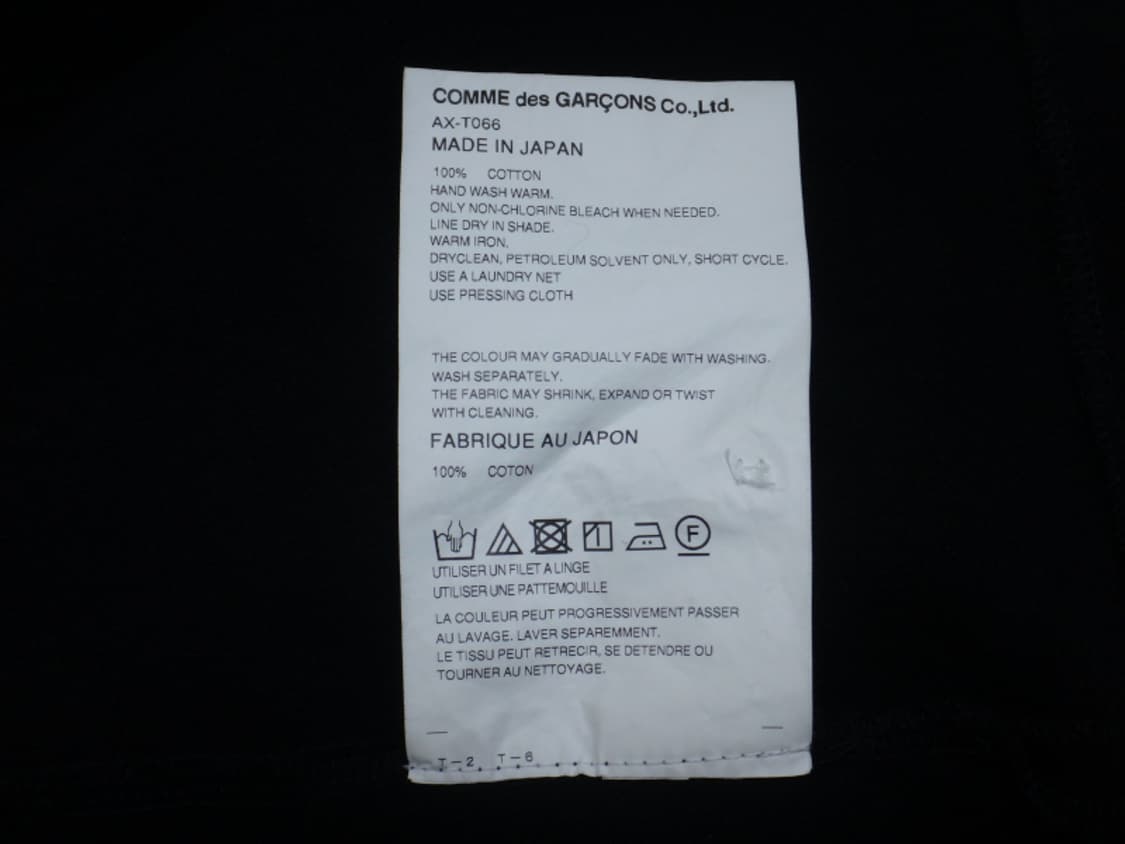 COMME des GARÇONS Co.,Ltd.
AX-T066
MADE IN JAPAN
100% COTTON
HAND WASH WARM.
ONLY NON-CHLORINE BLEACH WHEN NEEDED.
LINE DRY IN SHADE.
WARM IRON.
DRYCLEAN, PETROLEUM SOLVENT ONLY, SHORT CYCLE.
USE A LAUNDRY NET
USE PRESSING CLOTH
THE COLOUR MAY GRADUALLY FADE WITH WASHING.
WASH SEPARATELY.
THE FABRIC MAY SHRINK, EXPAND OR TWIST
WITH CLEANING.
FABRIQUE AU JAPON
100% COTON
F
UTILISER UN FILET A LINGE
UTILISER UNE PATTEMOUILLE
LA COULEUR PEUT PROGRESSIVEMENT PASSER
AU LAVAGE. LAVER SEPAREMMENT.
LE TISSU PEUT RETRECIR, SE DETENDRE OU
TOURNER AU NETTOYAGE.
T-2 T-6